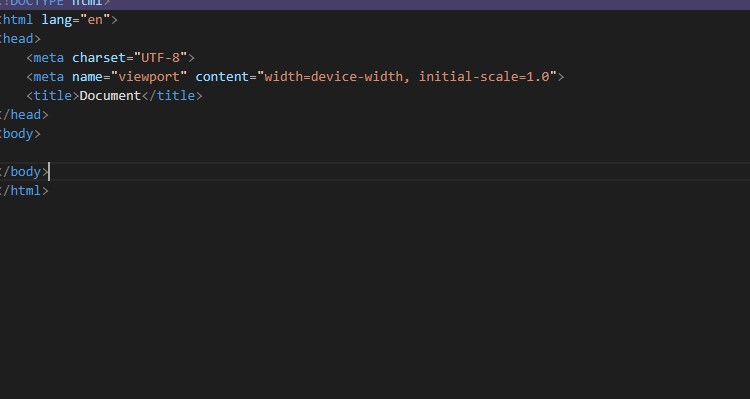 <!DOCTYPE html>
<html lang="en">
<head>
    <meta charset="UTF-8">
    <meta name="viewport" content="width=device-width, initial-scale=1.0">
    <title>Document</title>
</head>
<body>
</body>
</html>